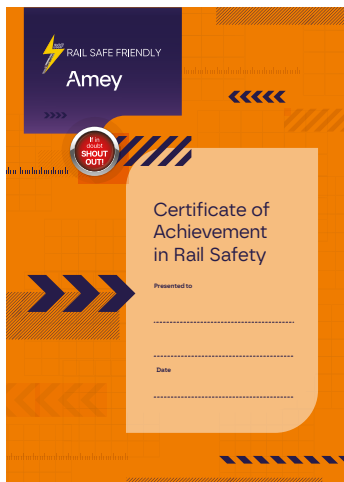 RAIL SAFE FRIENDLY
Amey
If in
doubt
SHOUT
OUT!
Certificate of
Achievement
in Rail Safety
Presented to
Date